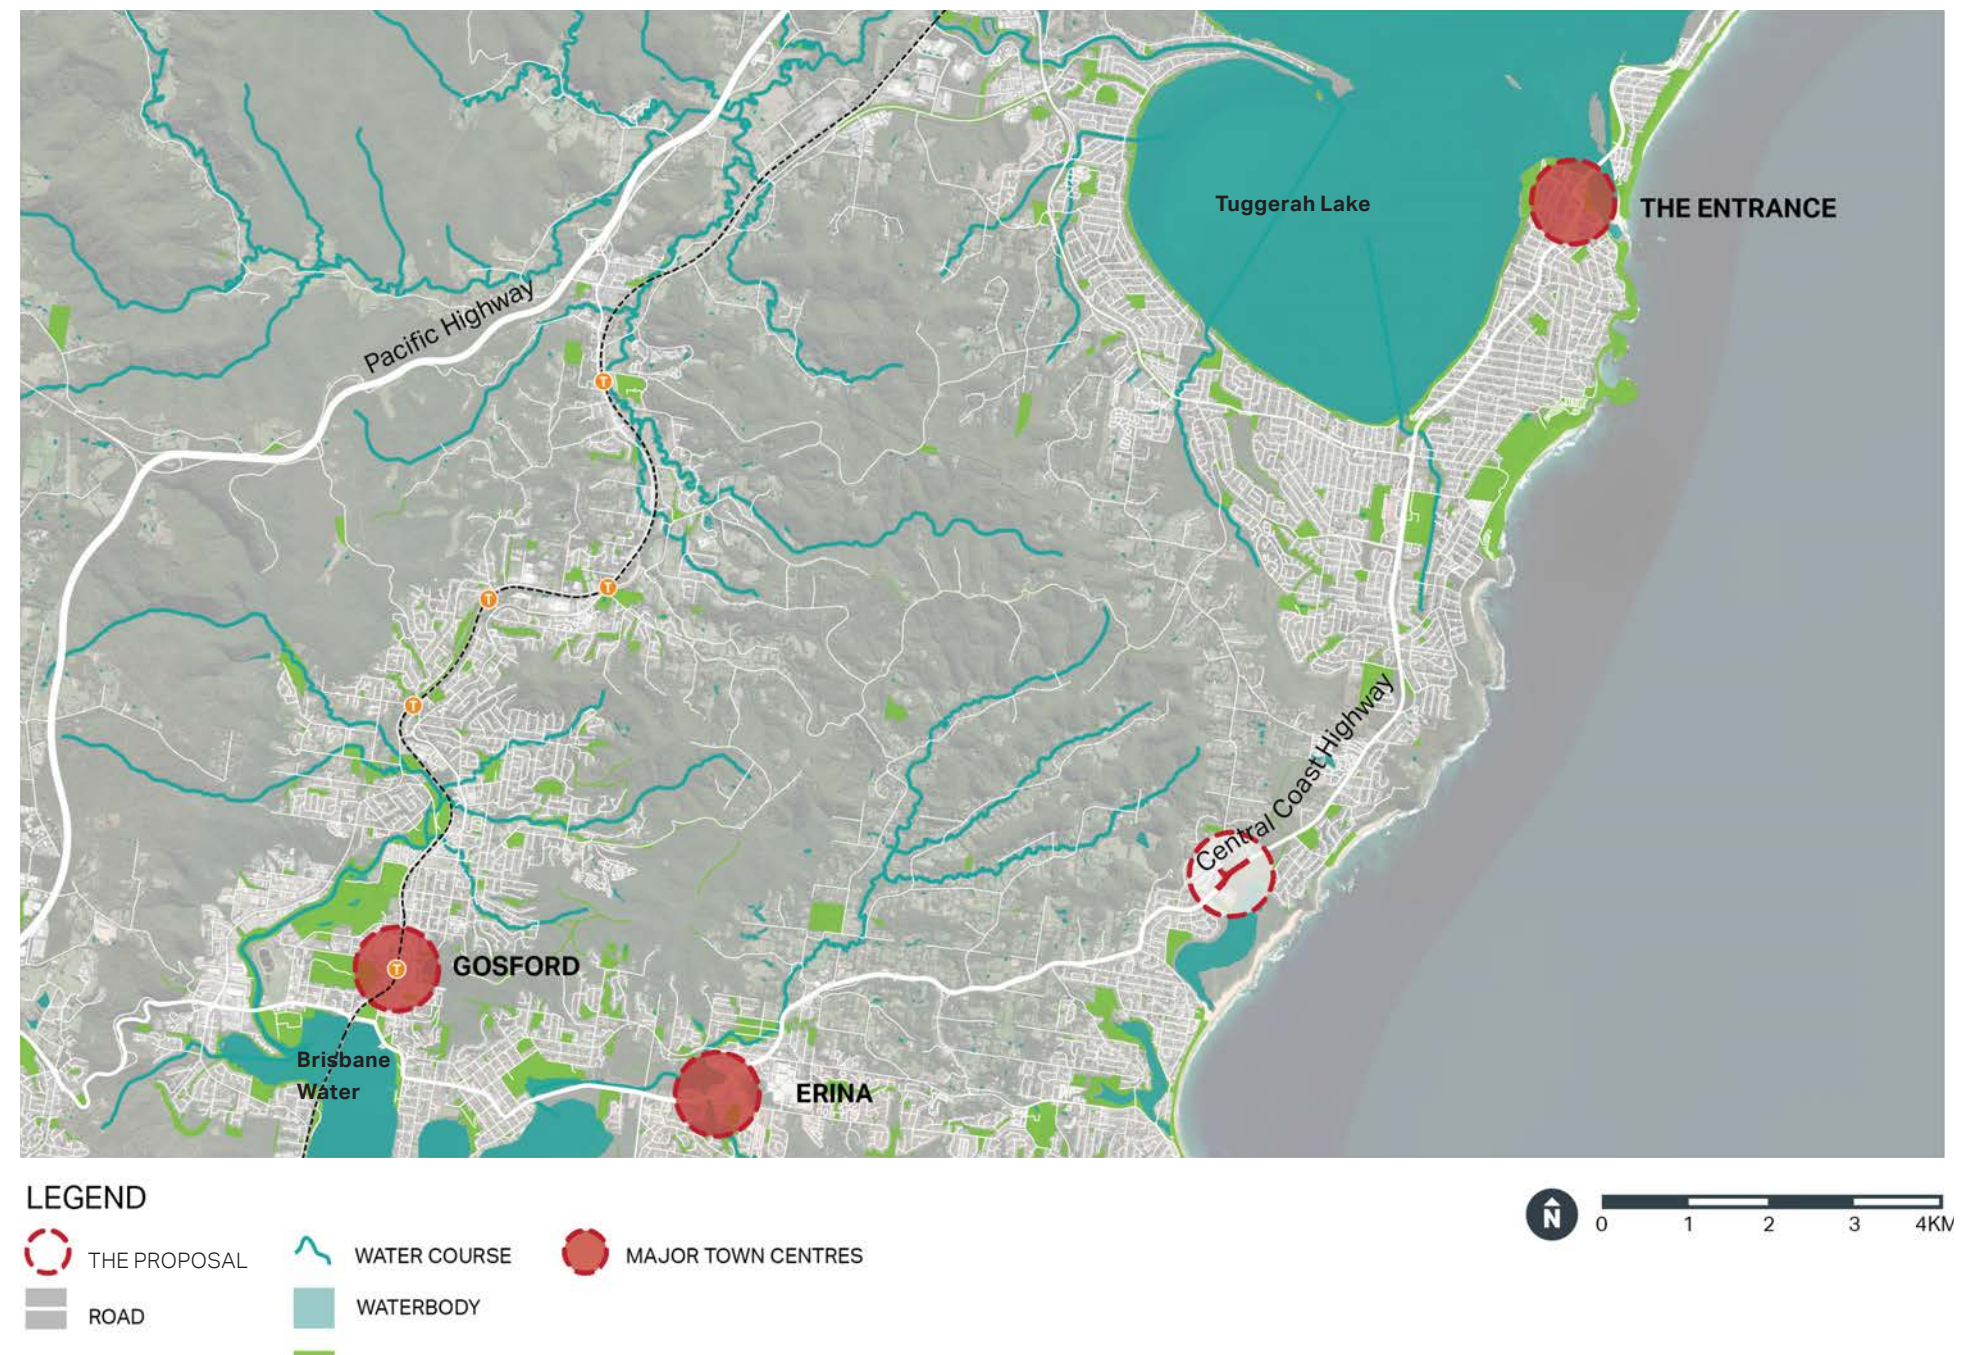 Tuggerah Lake
THE ENTRANCE
Pacific Highway
T
T
T
T
Central Coast Highway
T
GOSFORD
Brisbane
Water
ERINA
LEGEND
THE PROPOSAL
WATER COURSE
MAJOR TOWN CENTRES
ROAD
WATERBODY
N
0 1 2 3 4KM